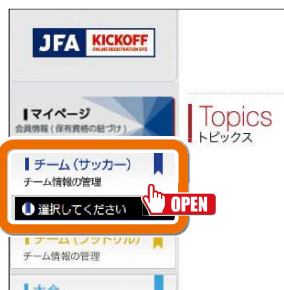 JFA KICKOFF
ONLINE REGISTRATION SITE
マイページ
会員情報(保有資格の紐づけ)
Topics
トピックス
チーム(サッカー)
チーム情報の管理
選択してください
OPEN
チーム(フットサル)
チーム情報の管理
大会